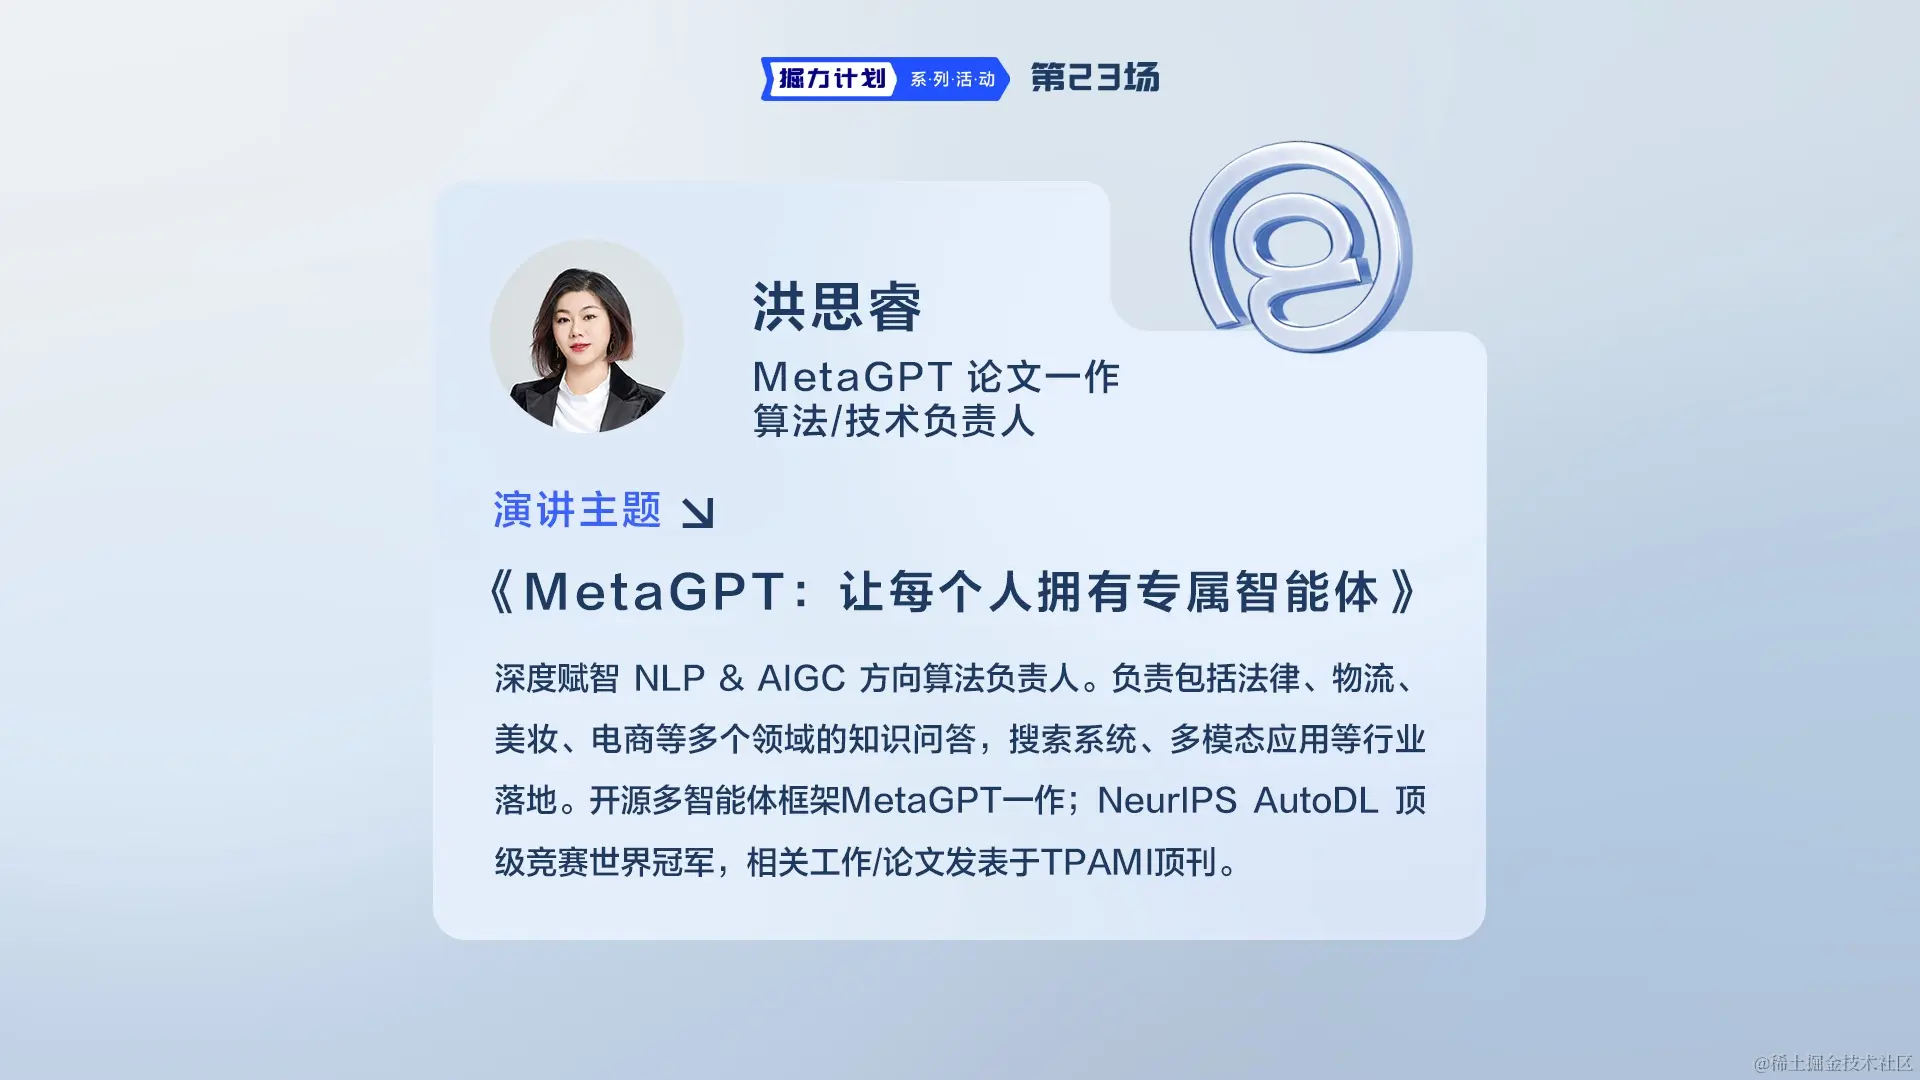 掘力计划 系·列·活·动 第23场
洪思睿
MetaGPT 论文一作
算法/技术负责人
演讲主题
《MetaGPT：让每个人拥有专属智能体》
深度赋智 NLP & AIGC 方向算法负责人。负责包括法律、物流、
美妆、电商等多个领域的知识问答，搜索系统、多模态应用等行业
落地。开源多智能体框架MetaGPT一作；NeurIPS AutoDL 顶
级竞赛世界冠军，相关工作/论文发表于TPAMI顶刊。
@稀土掘金技术社区